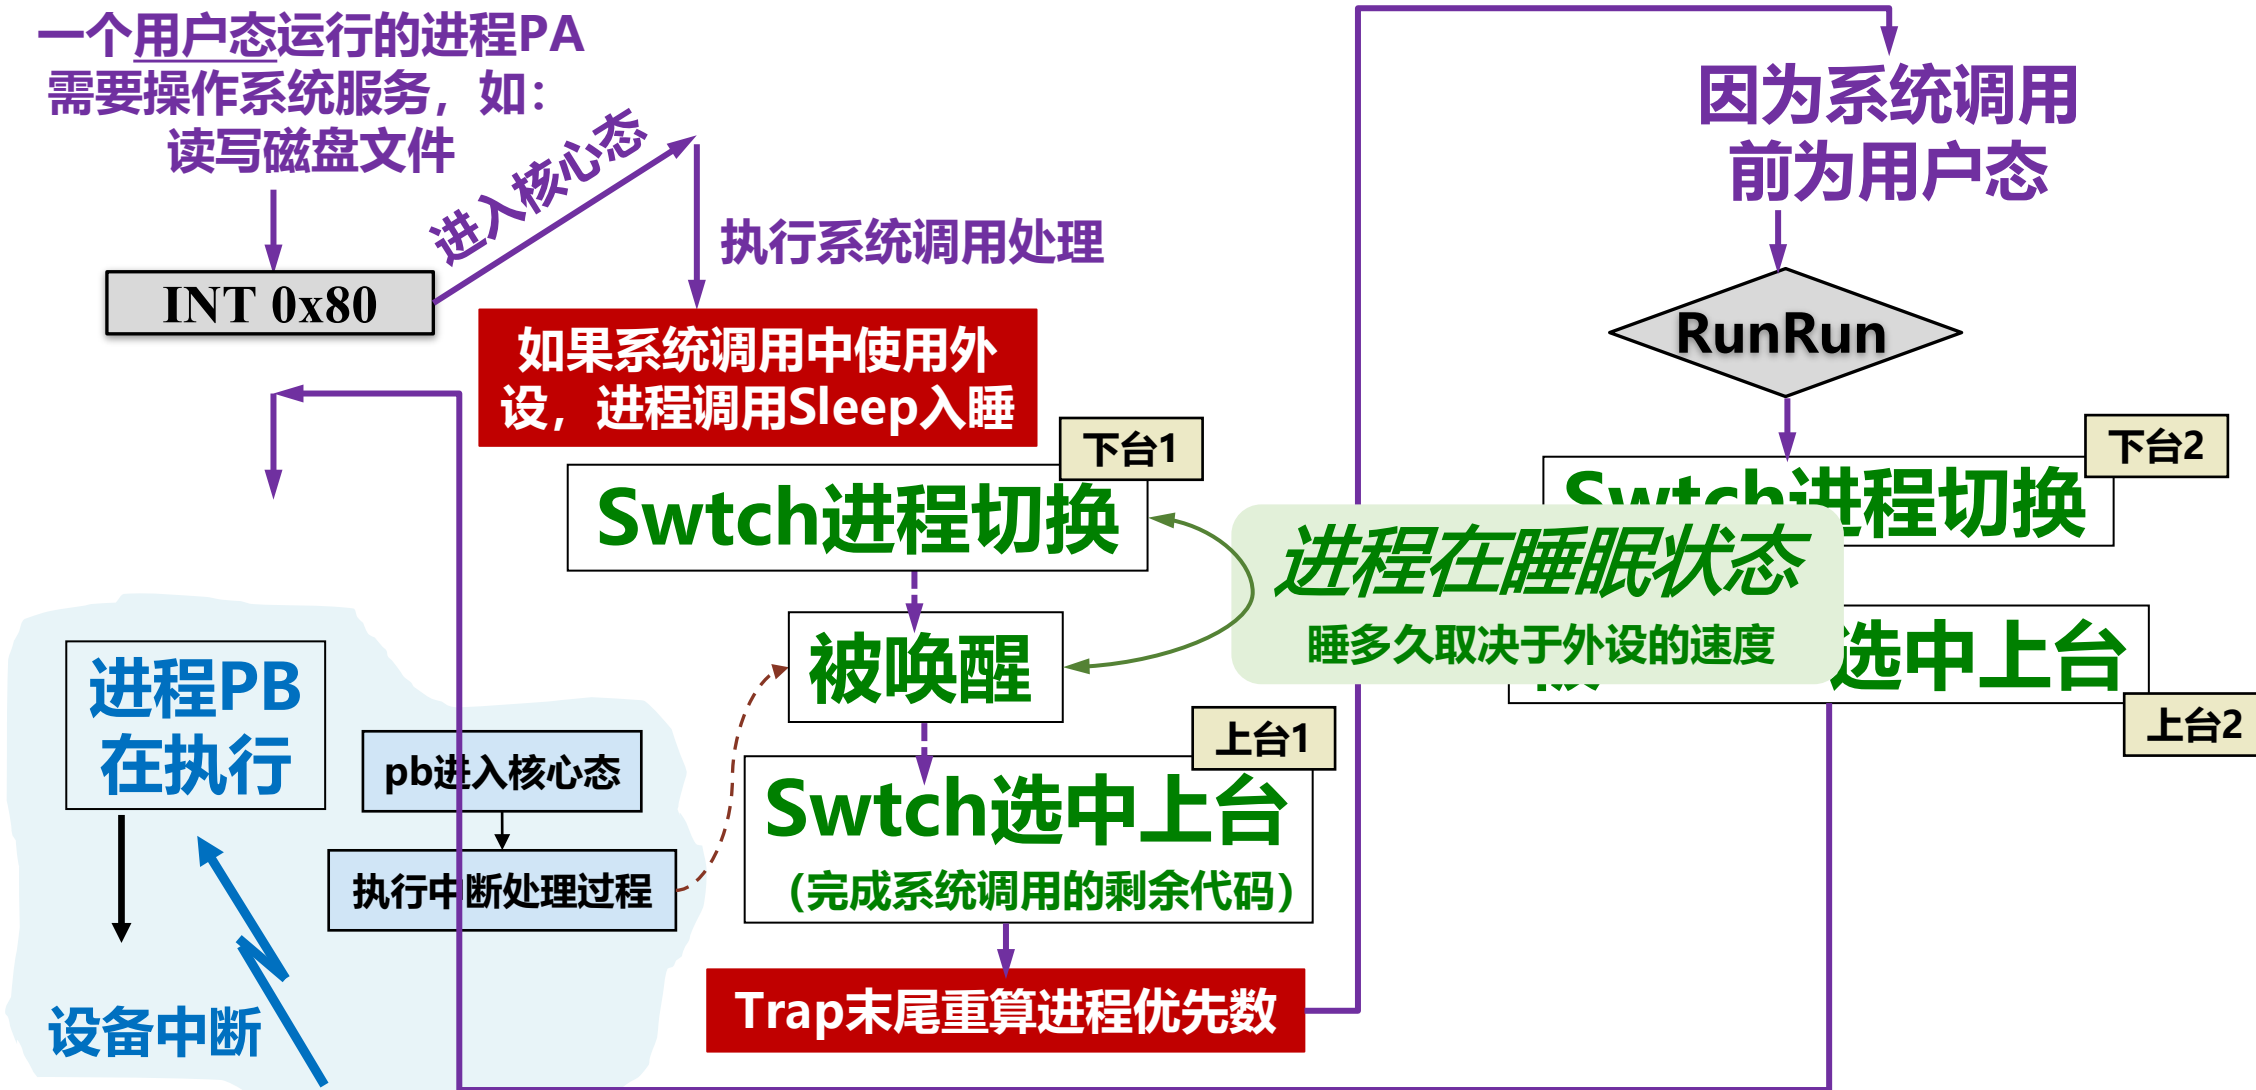 一个用户态运行的进程PA
需要操作系统服务，如：
读写磁盘文件
进入核心态
INT 0x80
执行系统调用处理
如果系统调用中使用外
设，进程调用Sleep入睡
下台1
Swtch进程切换
被唤醒
上台1
Swtch选中上台
（完成系统调用的剩余代码）
Trap末尾重算进程优先数
进程PB
在执行
pb进入核心态
执行中断处理过程
设备中断
因为系统调用
前为用户态
RunRun
下台2
Swtch进程切换
进程在睡眠状态
睡多久取决于外设的速度
选中上台
上台2